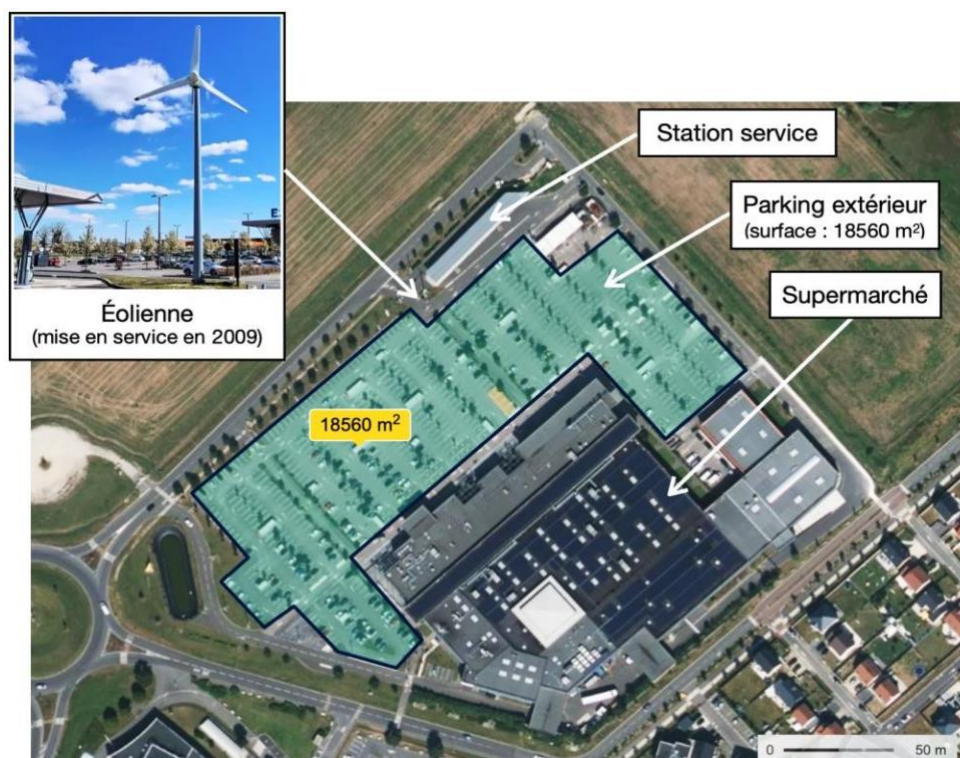 Éolienne
(mise en service en 2009)
Station service
Parking extérieur
(surface : 18560 m²)
Supermarché
18560 m²
0 50 m